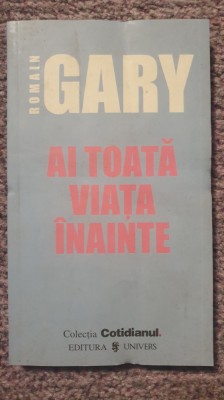 ROMAIN
GARY
AI TOATĂ
VIAȚA
ÎNAINTE
Colecția Cotidianul.
EDITURA UNIVERS